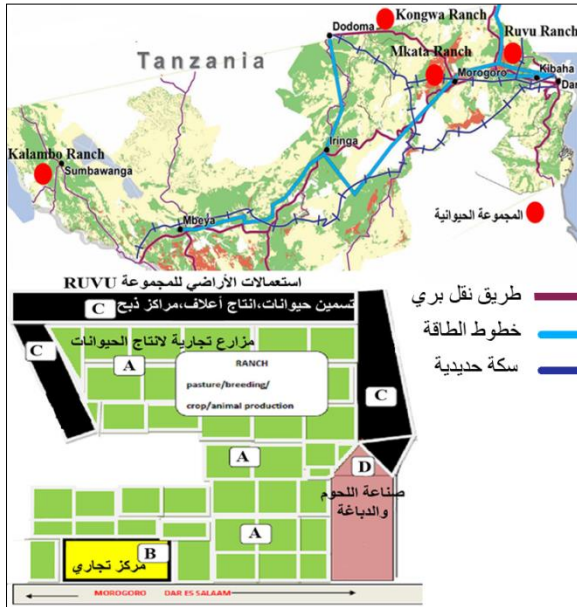 Kongwa Ranch
Ruvu Ranch
Dodoma
Mkata Ranch
Tanzania
Morogoro
Kibaha
Dar
Iringa
Kalambo Ranch
Sumbawanga
المجموعة الحيوانية
Mbeya
استعمالات الأراضي للمجموعة RUVU
طريق نقل بري
خطوط الطاقة
سكة حديدية
C
تسمين حيوانات،انتاج أعلاف،مراكز ذبح
C
مزارع تجارية لانتاج الحيوانات
A
RANCH
pasture/breeding/
crop/animal production
C
A
D
صناعة اللحوم
والدباغة
A
B
مركز تجاري
MOROGORO DAR ES SALAAM